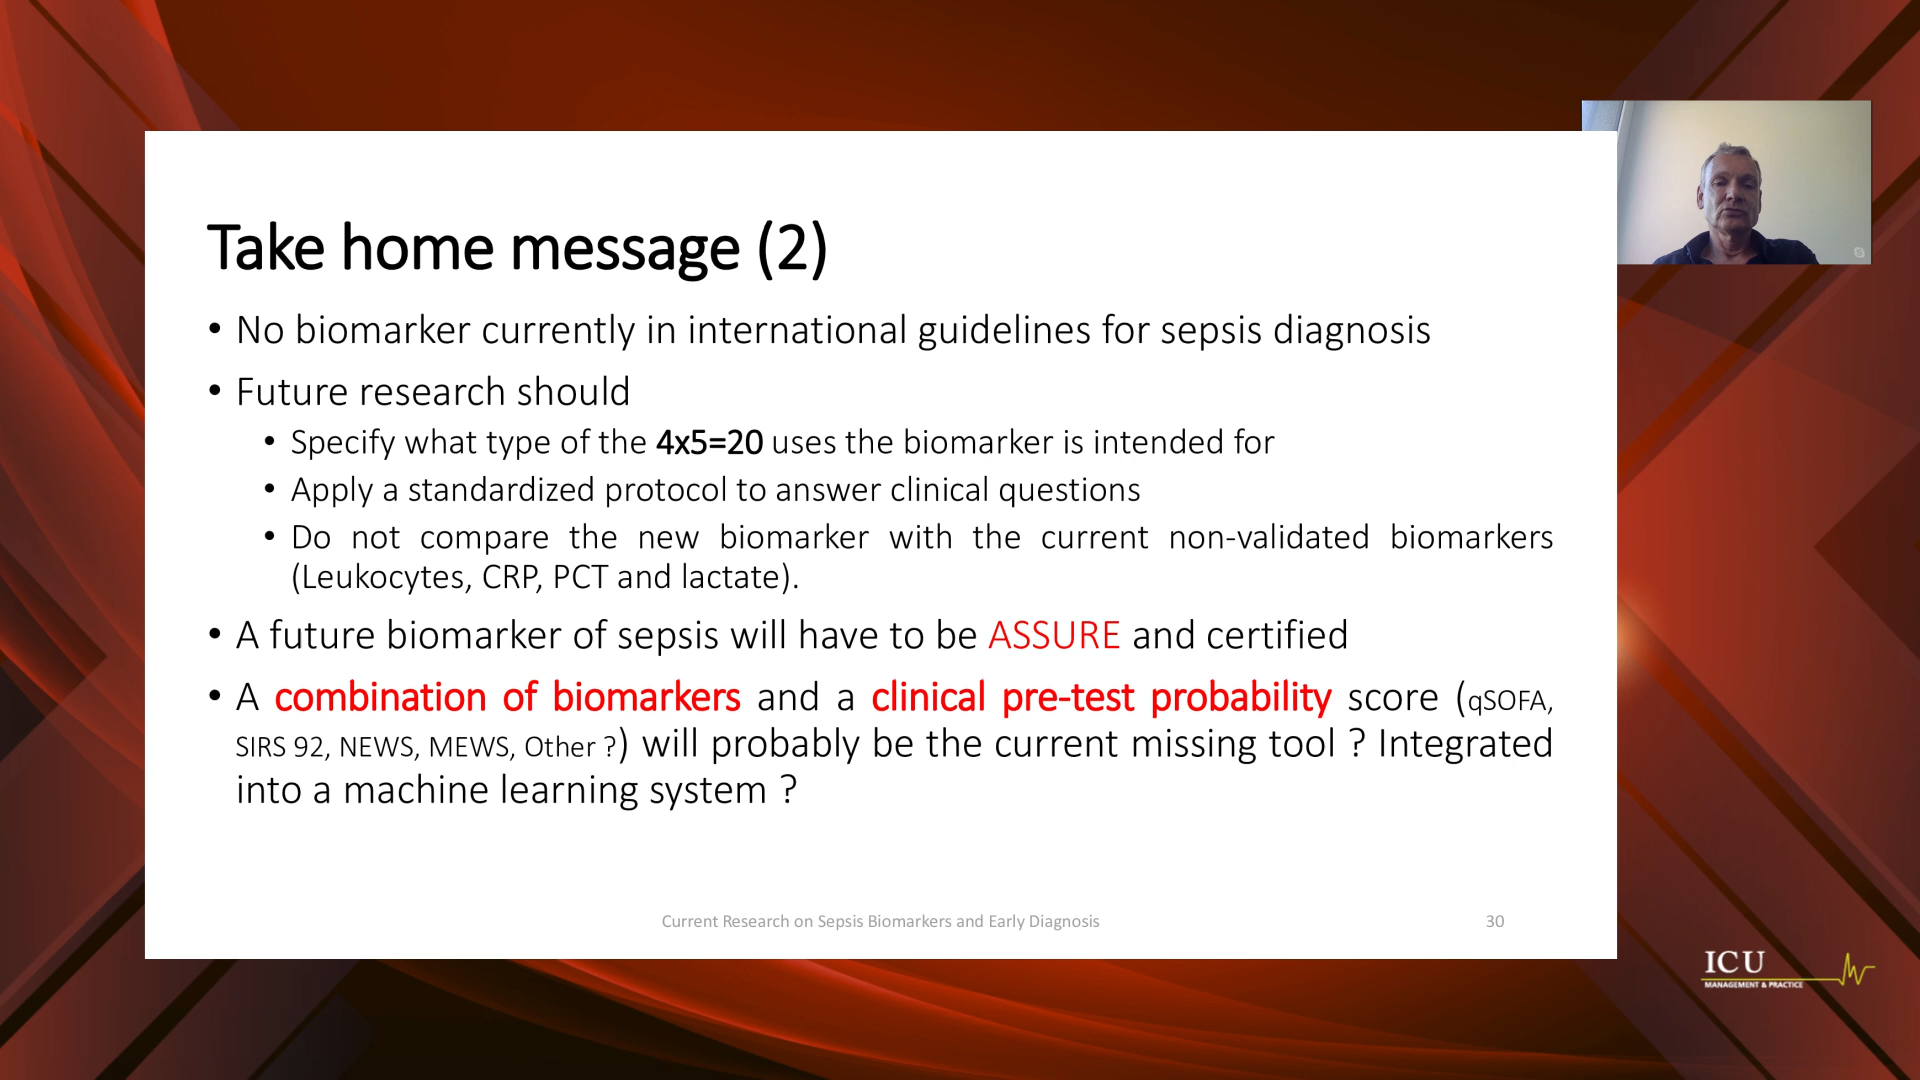 Take home message (2)
• No biomarker currently in international guidelines for sepsis diagnosis
• Future research should
• Specify what type of the 4x5=20 uses the biomarker is intended for
• Apply a standardized protocol to answer clinical questions
• Do not compare the new biomarker with the current non-validated biomarkers
(Leukocytes, CRP, PCT and lactate).
• A future biomarker of sepsis will have to be ASSURE and certified
• A combination of biomarkers and a clinical pre-test probability score (qSOFA,
SIRS 92, NEWS, MEWS, Other ?) will probably be the current missing tool ? Integrated
into a machine learning system ?
Current Research on Sepsis Biomarkers and Early Diagnosis
30
ICU
MANAGEMENT & PRACTICE